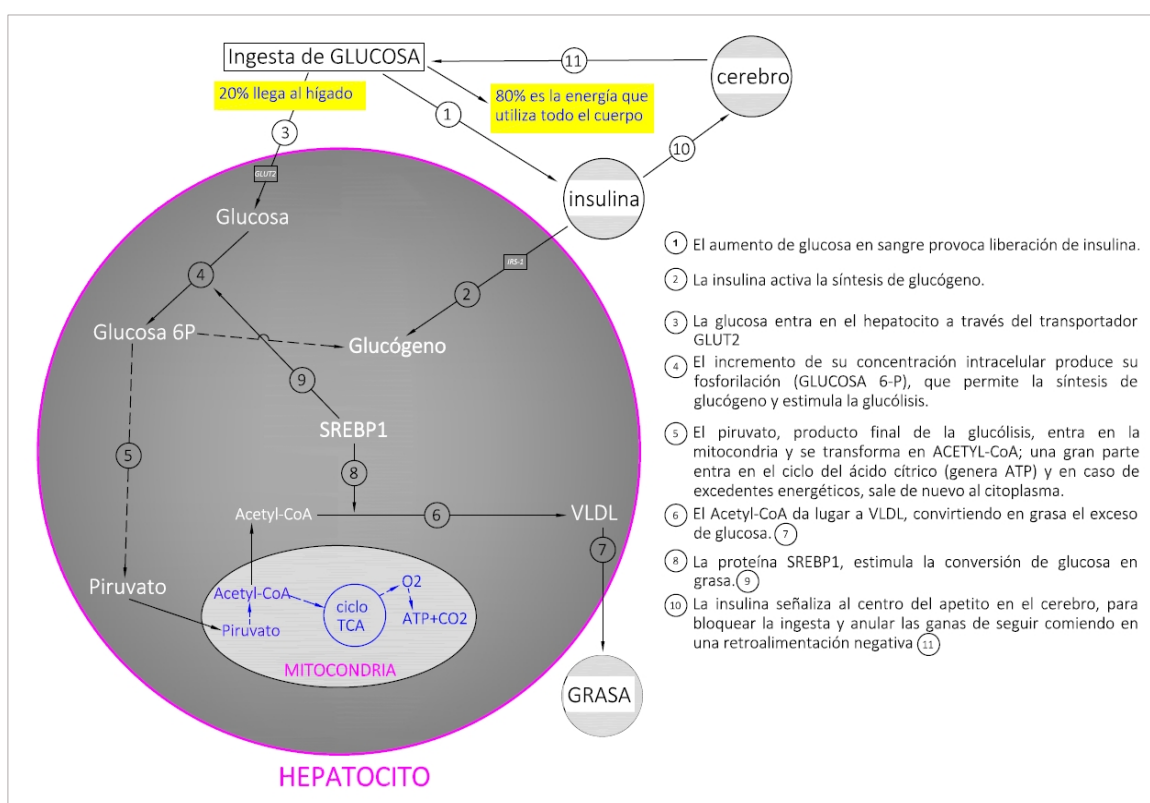 Ingesta de GLUCOSA
11
cerebro
20% llega al hígado
80% es la energía que
utiliza todo el cuerpo
1
3
10
GLUT2
insulina
Glucosa
IRS-1
4
2
Glucosa 6P
Glucógeno
9
SREBP1
5
8
Acetyl-CoA
6
VLDL
7
Piruvato
Acetyl-CoA
ciclo
TCA
O2
ATP+CO2
Piruvato
MITOCONDRIA
GRASA
HEPATOCITO
1 El aumento de glucosa en sangre provoca liberación de insulina.
2 La insulina activa la síntesis de glucógeno.
3 La glucosa entra en el hepatocito a través del transportador
GLUT2
4 El incremento de su concentración intracelular produce su
fosforilación (GLUCOSA 6-P), que permite la síntesis de
glucógeno y estimula la glucólisis.
5 El piruvato, producto final de la glucólisis, entra en la
mitocondria y se transforma en ACETYL-CoA; una gran parte
entra en el ciclo del ácido cítrico (genera ATP) y en caso de
excedentes energéticos, sale de nuevo al citoplasma.
6 El Acetyl-CoA da lugar a VLDL, convirtiendo en grasa el exceso
de glucosa. 7
8 La proteína SREBP1, estimula la conversión de glucosa en
grasa. 9
10 La insulina señaliza al centro del apetito en el cerebro, para
bloquear la ingesta y anular las ganas de seguir comiendo en
una retroalimentación negativa 11